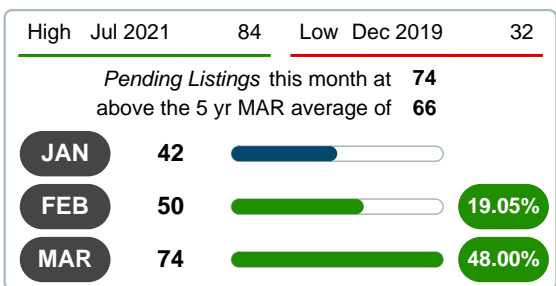 High Jul 2021 84 Low Dec 2019 32
Pending Listings this month at 74
above the 5 yr MAR average of 66
JAN 42
FEB 50 19.05%
MAR 74 48.00%